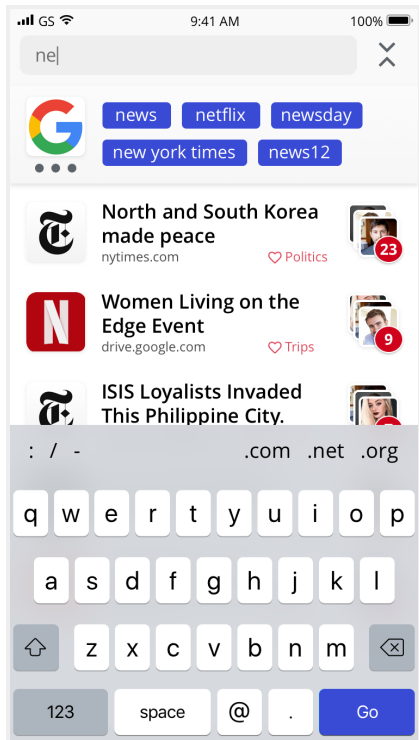 GS 9:41 AM 100%
ne
news netflix newsday
new york times news12
North and South Korea
made peace
nytimes.com Politics
23
Women Living on the
Edge Event
drive.google.com Trips
9
ISIS Loyalists Invaded
This Philippine City.
: / - .com .net .org
q w e r t y u i o p
a s d f g h j k l
z x c v b n m
123 space @ . Go